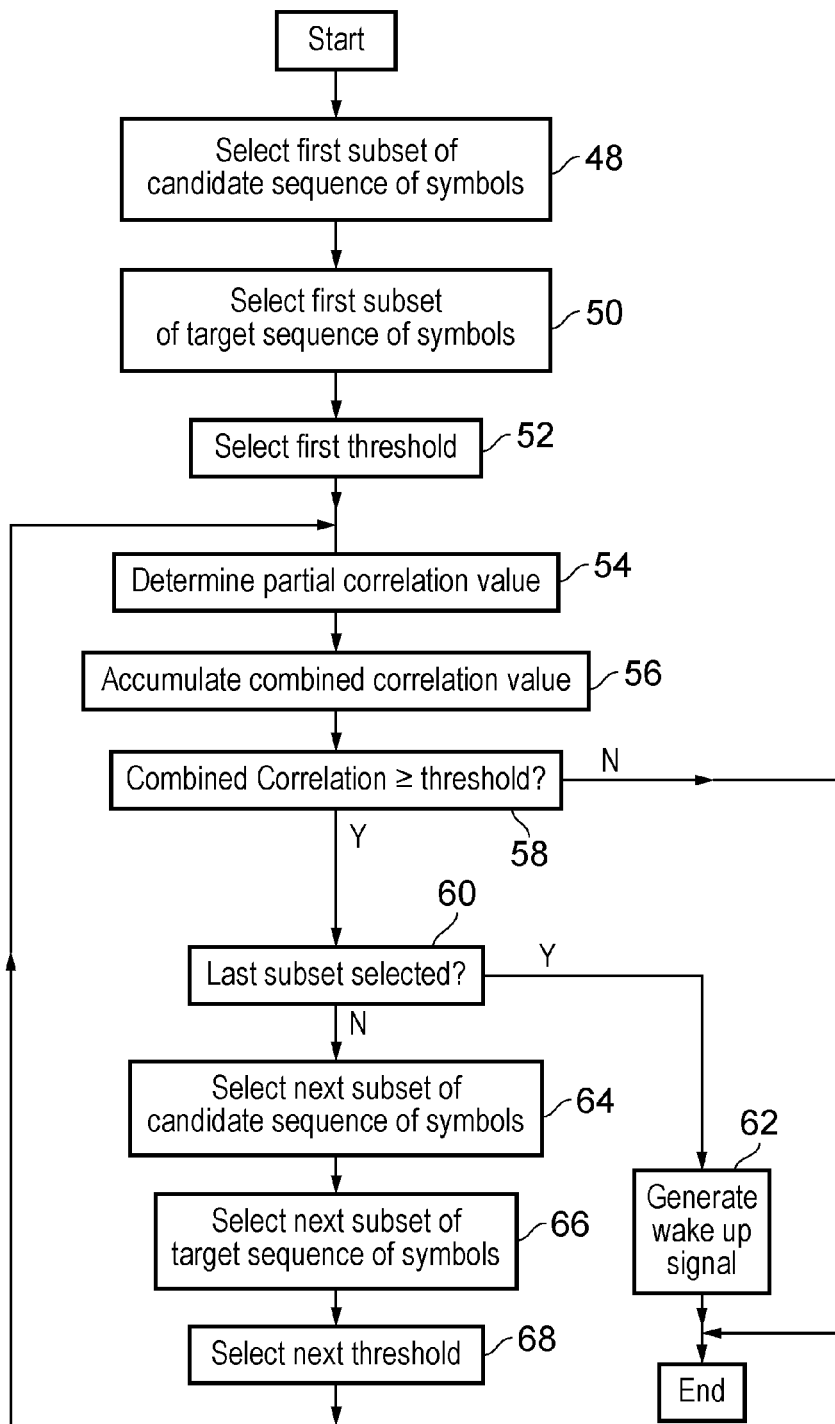 Start
Select first subset of
candidate sequence of symbols
48
Select first subset
of target sequence of symbols
50
Select first threshold
52
Determine partial correlation value
54
Accumulate combined correlation value
56
Combined Correlation ≥ threshold?
N
58
Y
60
Last subset selected?
Y
N
Select next subset of
candidate sequence of symbols
64
62
Generate
wake up
signal
Select next subset of
target sequence of symbols
66
Select next threshold
68
End